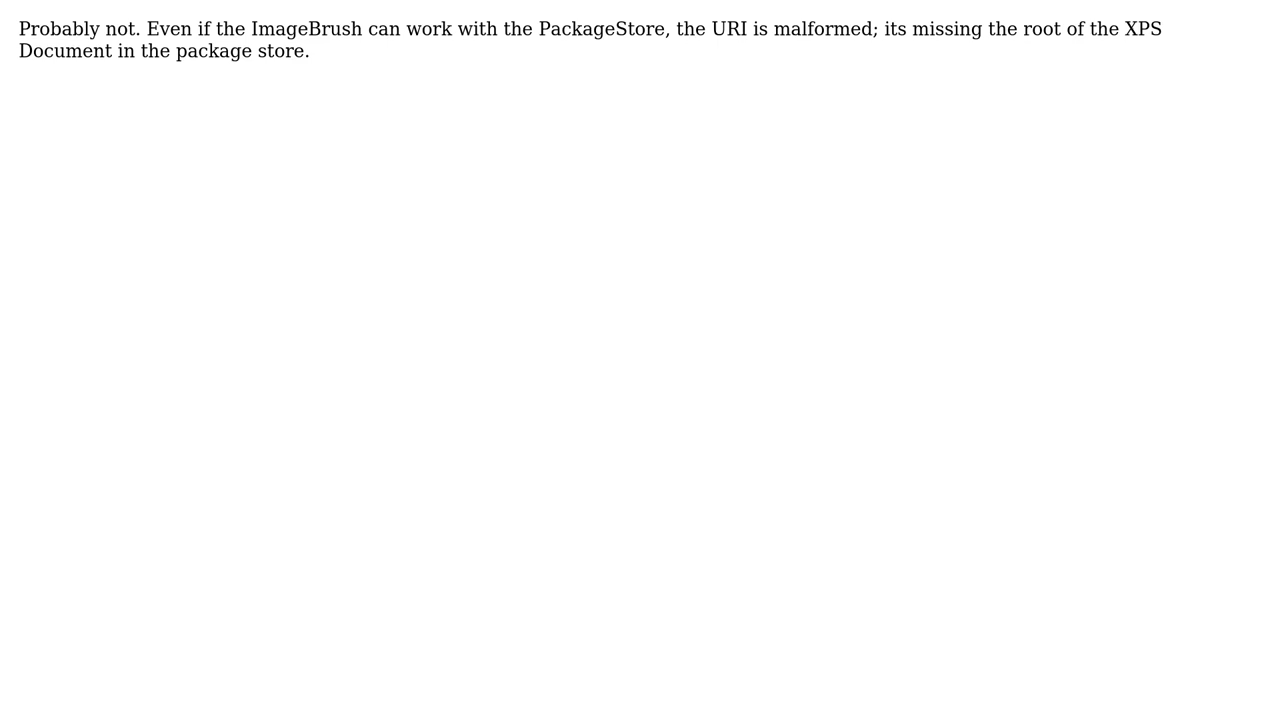 Probably not. Even if the ImageBrush can work with the PackageStore, the URI is malformed; its missing the root of the XPS
Document in the package store.